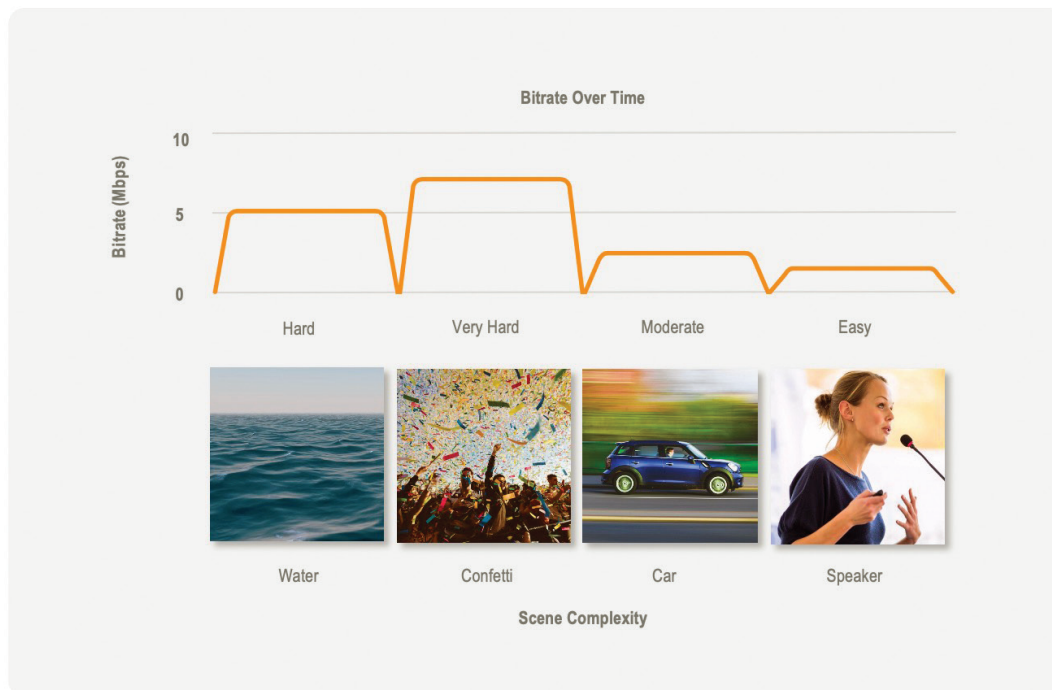 Bitrate Over Time
Bitrate (Mbps)
10
5
0
Hard
Very Hard
Moderate
Easy
Water
Confetti
Car
Speaker
Scene Complexity